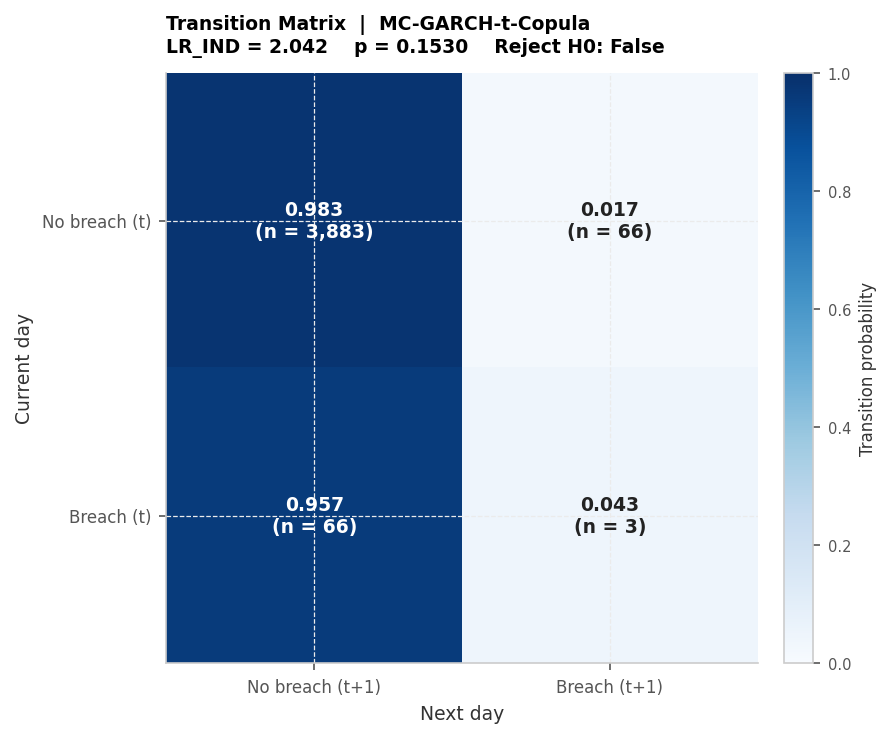 Transition Matrix | MC-GARCH-t-Copula
LR_IND = 2.042 p = 0.1530 Reject H0: False
1.0
0.8
0.6
0.4
0.2
0.0
Transition probability
Current day
No breach (t)
0.983
(n = 3,883)
0.017
(n = 66)
Breach (t)
0.957
(n = 66)
0.043
(n = 3)
No breach (t+1)
Breach (t+1)
Next day